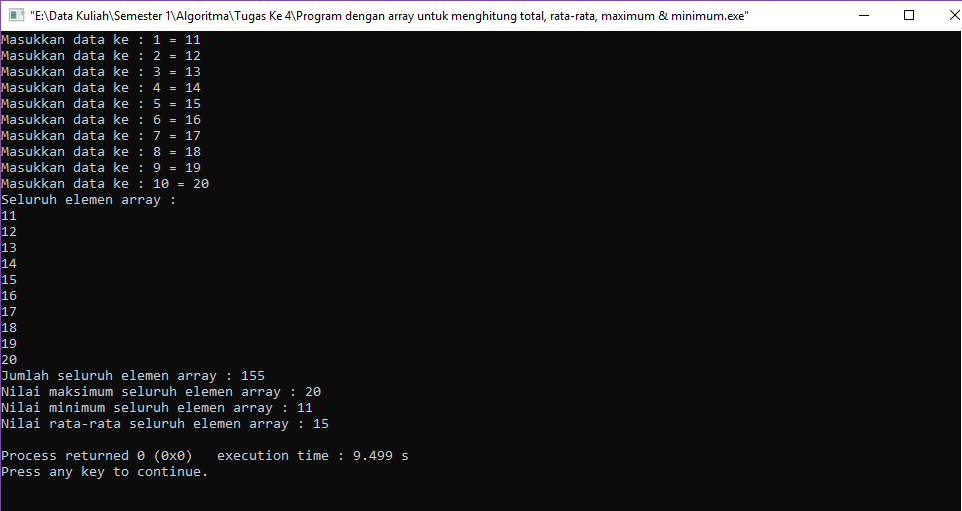 "E:\Data Kuliah\Semester 1\Algoritma\Tugas Ke 4\Program dengan array untuk menghitung total, rata-rata, maximum & minimum.exe"
Masukkan data ke : 1 = 11
Masukkan data ke : 2 = 12
Masukkan data ke : 3 = 13
Masukkan data ke : 4 = 14
Masukkan data ke : 5 = 15
Masukkan data ke : 6 = 16
Masukkan data ke : 7 = 17
Masukkan data ke : 8 = 18
Masukkan data ke : 9 = 19
Masukkan data ke : 10 = 20
Seluruh elemen array :
11
12
13
14
15
16
17
18
19
20
Jumlah seluruh elemen array : 155
Nilai maksimum seluruh elemen array : 20
Nilai minimum seluruh elemen array : 11
Nilai rata-rata seluruh elemen array : 15
Process returned 0 (0x0)   execution time : 9.499 s
Press any key to continue.